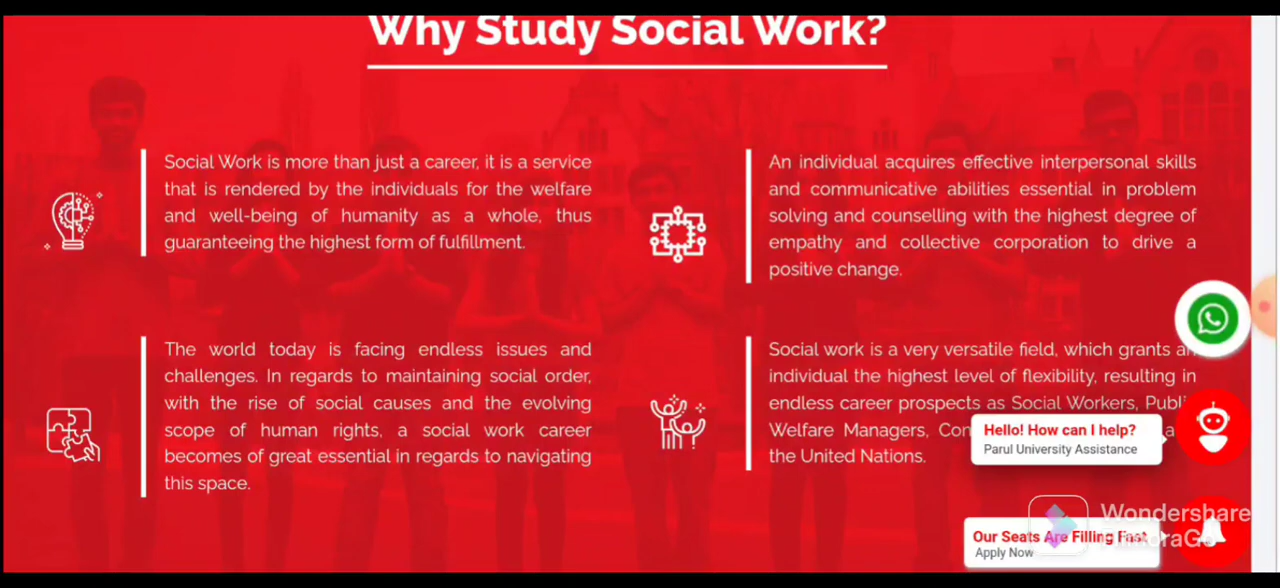 Why Study Social Work?
Social Work is more than just a career, it is a service
that is rendered by the individuals for the welfare
and well-being of humanity as a whole, thus
guaranteeing the highest form of fulfillment.
An individual acquires effective interpersonal skills
and communicative abilities essential in problem
solving and counselling with the highest degree of
empathy and collective corporation to drive a
positive change.
The world today is facing endless issues and
challenges. In regards to maintaining social order,
with the rise of social causes and the evolving
scope of human rights, a social work career
becomes of great essential in regards to navigating
this space.
Social work is a very versatile field, which grants an
individual the highest level of flexibility, resulting in
endless career prospects as Social Workers,
Welfare Managers,
the United Nations.
Hello! How can I help?
Parul University Assistance
Wondershare
FilmoraGo
Our Seats Are Filling Fast
Apply Now